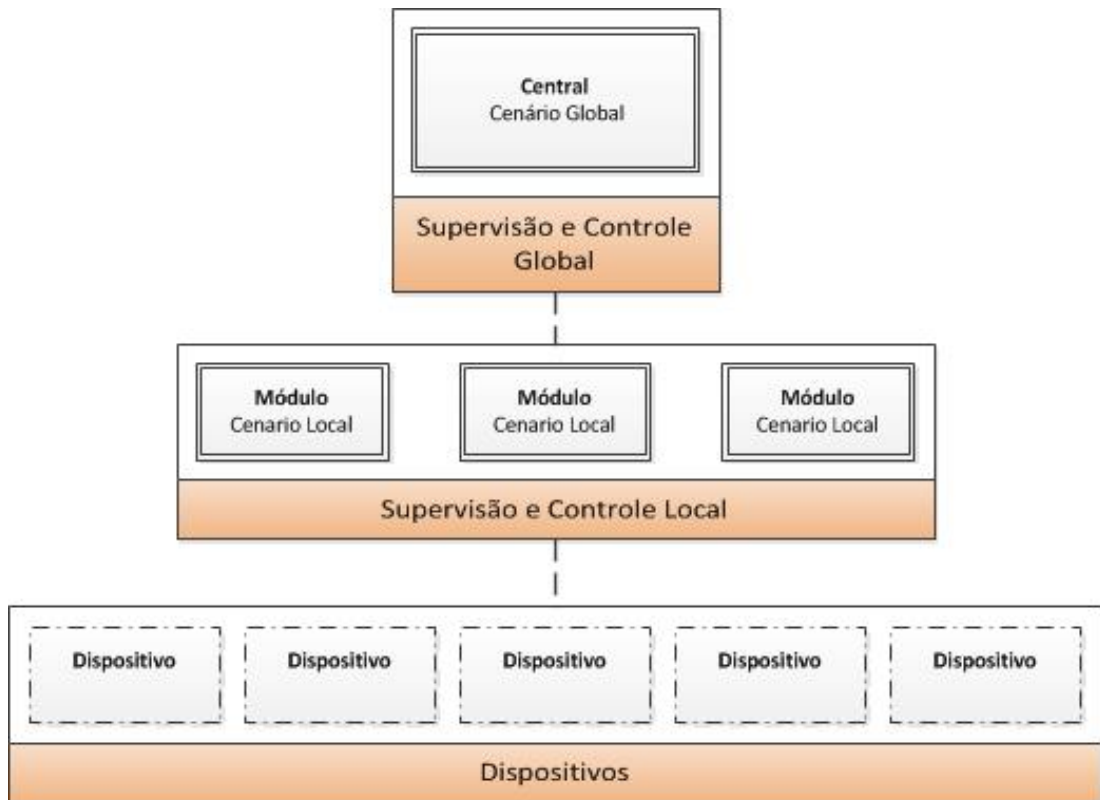 Central
Cenário Global
Supervisão e Controle
Global
Módulo
Cenario Local
Módulo
Cenario Local
Módulo
Cenario Local
Supervisão e Controle Local
Dispositivo
Dispositivo
Dispositivo
Dispositivo
Dispositivo
Dispositivos